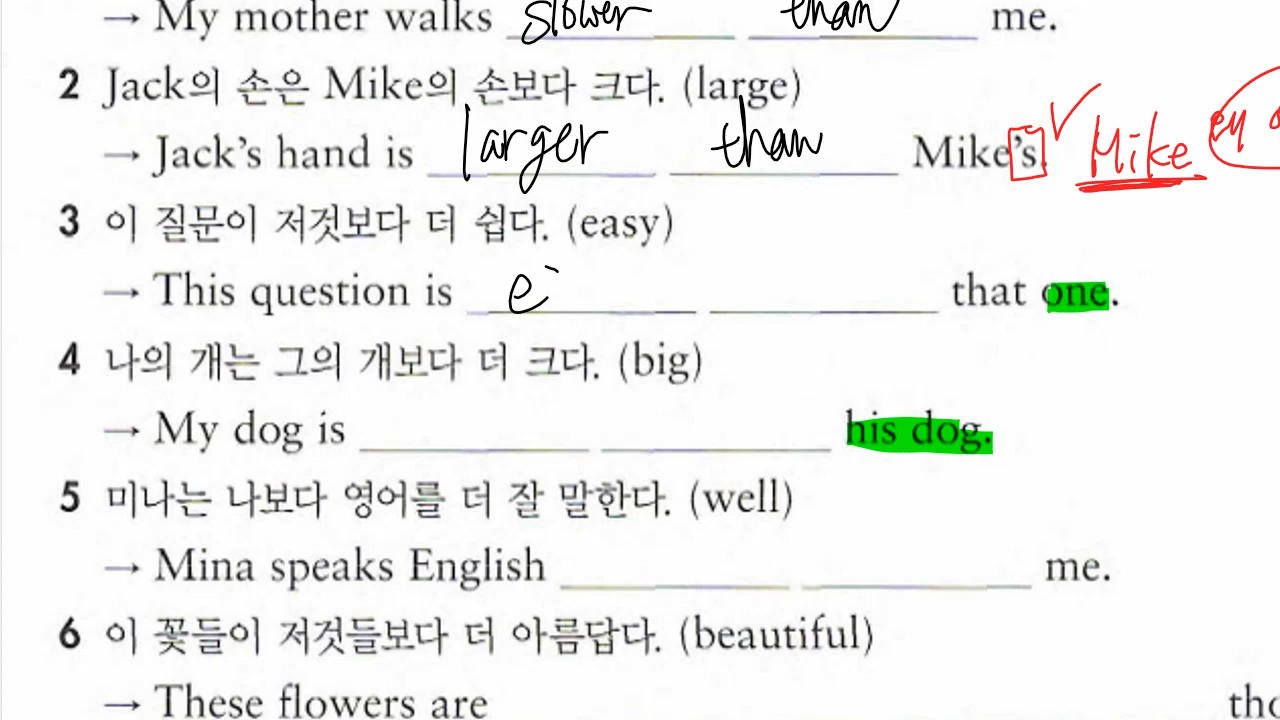 → My mother walks slower than me.
2 Jack의 손은 Mike의 손보다 크다. (large)
→ Jack's hand is larger than Mike's. Mike
3 이 질문이 저것보다 더 쉽다. (easy)
→ This question is e that one.
4 나의 개는 그의 개보다 더 크다. (big)
→ My dog is his dog.
5 미나는 나보다 영어를 더 잘 말한다. (well)
→ Mina speaks English me.
6 이 꽃들이 저것들보다 더 아름답다. (beautiful)
→ These flowers are